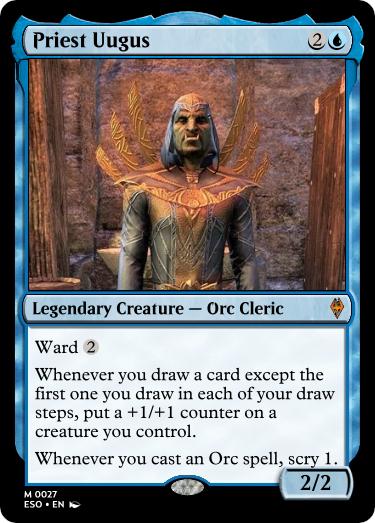 Priest Uugus
2
Legendary Creature — Orc Cleric
Ward 2
Whenever you draw a card except the
first one you draw in each of your draw
steps, put a +1/+1 counter on a
creature you control.
Whenever you cast an Orc spell, scry 1.
2/2
M 0027
ESO • EN